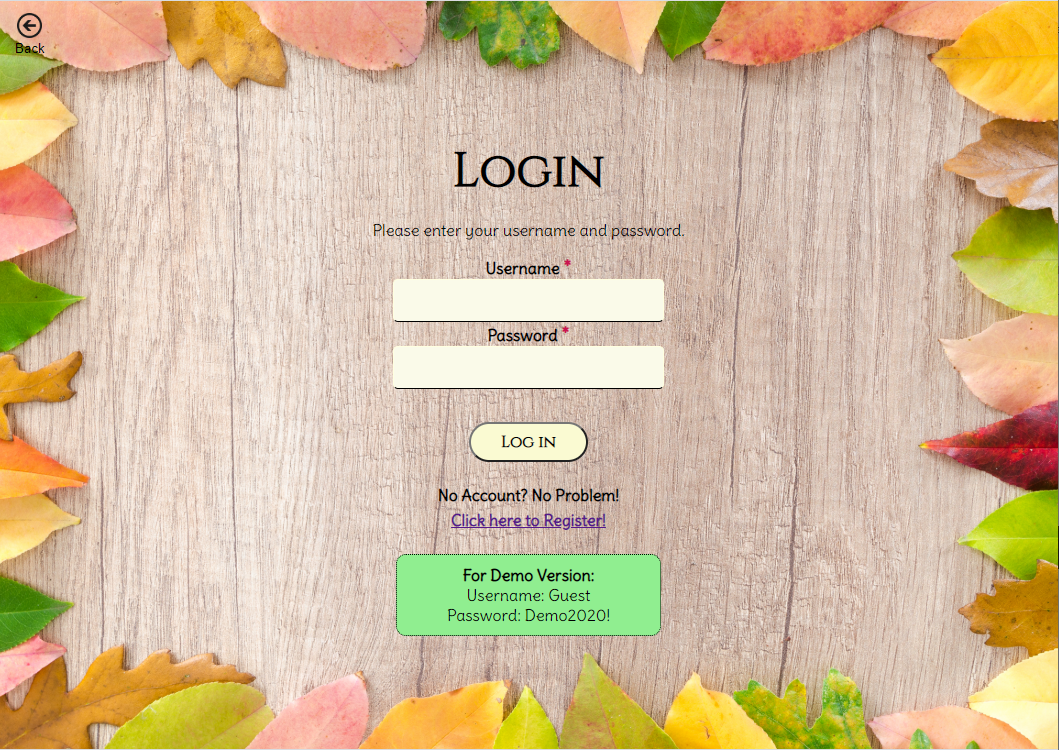 Back
Login
Please enter your username and password.
Username *
Password *
Log in
No Account? No Problem!
Click here to Register!
For Demo Version:
Username: Guest
Password: Demo2020!